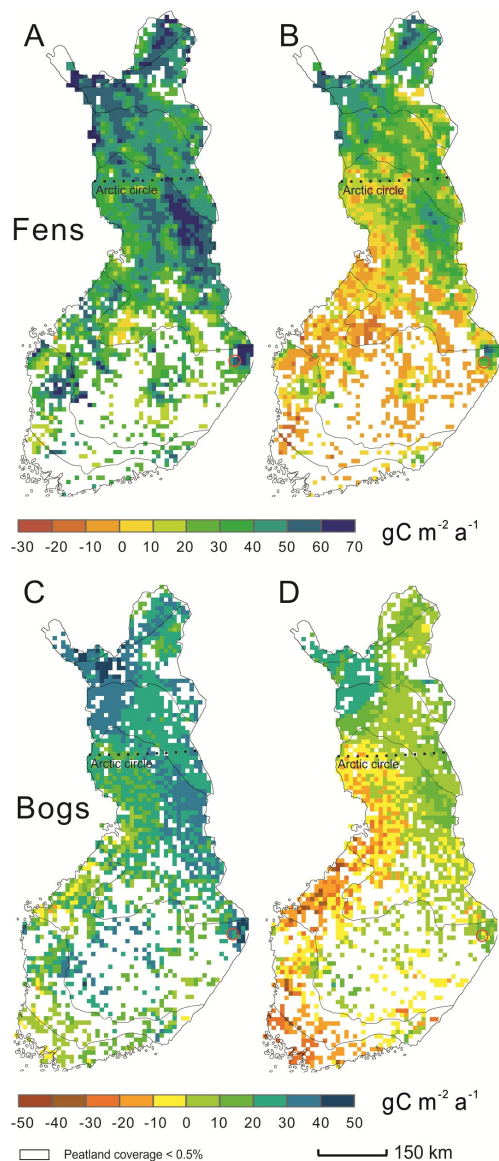 A B
Arctic circle Arctic circle
Fens
-30 -20 -10 0 10 20 30 40 50 60 70 gC m⁻² a⁻¹
C D
Arctic circle Arctic circle
Bogs
-50 -40 -30 -20 -10 0 10 20 30 40 50 gC m⁻² a⁻¹
Peatland coverage < 0.5% 150 km